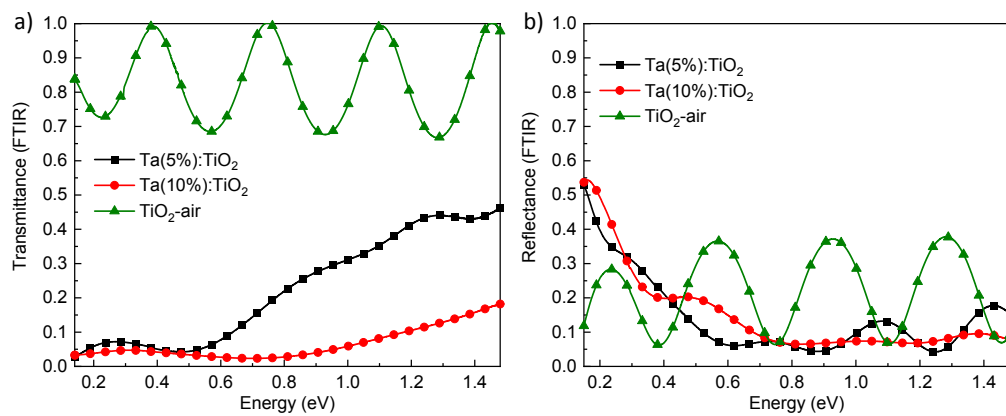 a)
Transmittance (FTIR)
1.0
0.9
0.8
0.7
0.6
0.5
0.4
0.3
0.2
0.1
0.0
Ta(5%):TiO₂
Ta(10%):TiO₂
TiO₂-air
0.2 0.4 0.6 0.8 1.0 1.2 1.4
Energy (eV)
b)
Reflectance (FTIR)
1.0
0.9
0.8
0.7
0.6
0.5
0.4
0.3
0.2
0.1
0.0
Ta(5%):TiO₂
Ta(10%):TiO₂
TiO₂-air
0.2 0.4 0.6 0.8 1.0 1.2 1.4
Energy (eV)